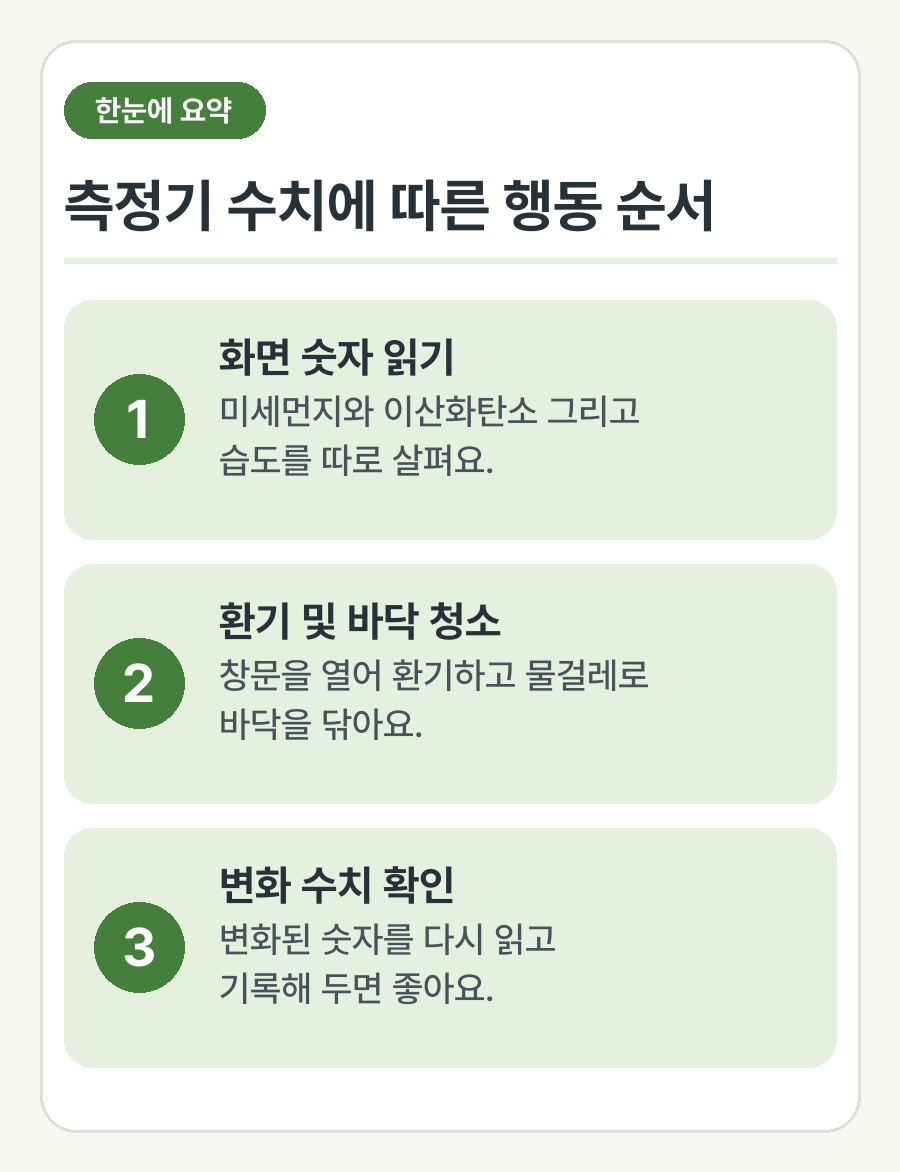 한눈에 요약
측정기 수치에 따른 행동 순서
1
화면 숫자 읽기
미세먼지와 이산화탄소 그리고
습도를 따로 살펴요.
2
환기 및 바닥 청소
창문을 열어 환기하고 물걸레로
바닥을 닦아요.
3
변화 수치 확인
변화된 숫자를 다시 읽고
기록해 두면 좋아요.